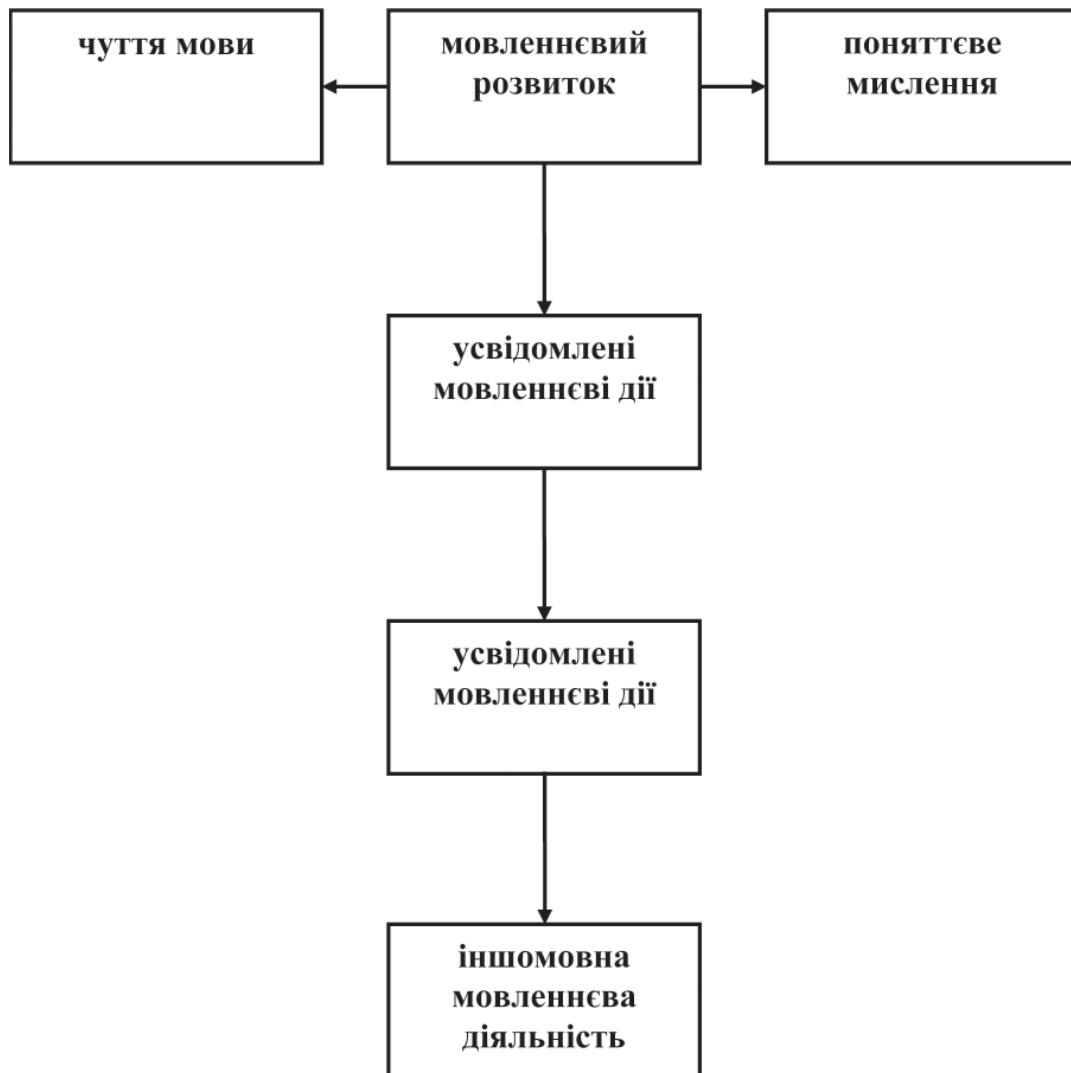 чуття мови
мовленнєвий
розвиток
поняттєве
мислення
усвідомлені
мовленнєві дії
усвідомлені
мовленнєві дії
іншомовна
мовленнєва
діяльність